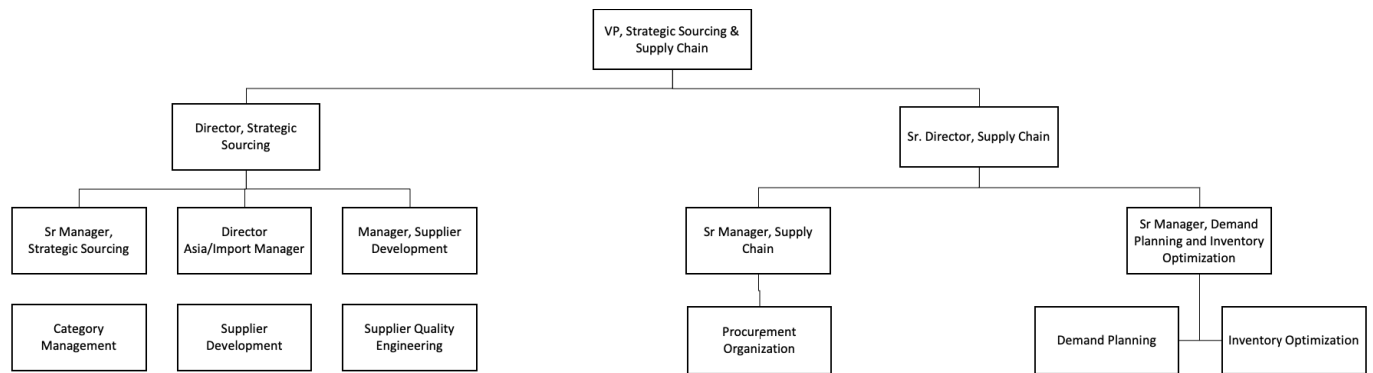 VP, Strategic Sourcing &
Supply Chain
Director, Strategic
Sourcing
Sr. Director, Supply Chain
Sr Manager,
Strategic Sourcing
Director
Asia/Import Manager
Manager, Supplier
Development
Sr Manager, Supply
Chain
Sr Manager, Demand
Planning and Inventory
Optimization
Category
Management
Supplier
Development
Supplier Quality
Engineering
Procurement
Organization
Demand Planning
Inventory Optimization